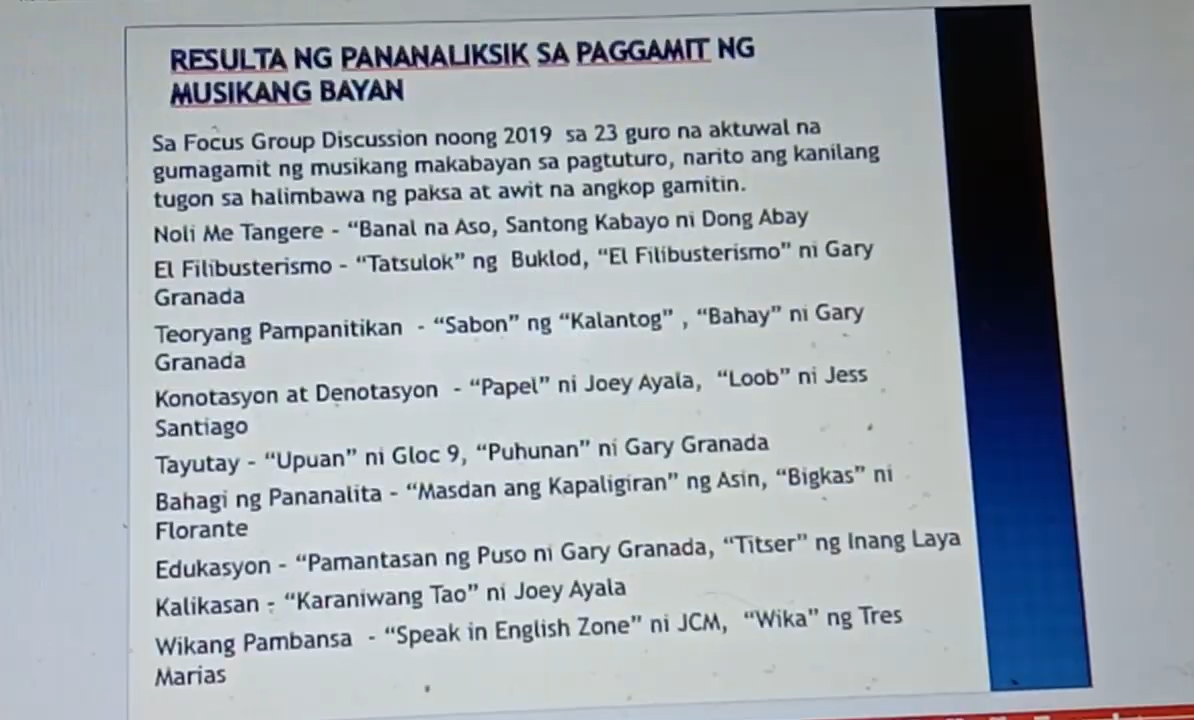 RESULTA NG PANANALIKSIK SA PAGGAMIT NG
MUSIKANG BAYAN
Sa Focus Group Discussion noong 2019 sa 23 guro na aktuwal na
gumagamit ng musikang makabayan sa pagtuturo, narito ang kanilang
tugon sa halimbawa ng paksa at awit na angkop gamitin.
Noli Me Tangere - “Banal na Aso, Santong Kabayo ni Dong Abay
El Filibusterismo - “Tatsulok” ng Buklod, “El Filibusterismo” ni Gary
Granada
Teoryang Pampanitikan - “Sabon” ng “Kalantog” , “Bahay” ni Gary
Granada
Konotasyon at Denotasyon - “Papel” ni Joey Ayala, “Loob” ni Jess
Santiago
Tayutay - “Upuan” ni Gloc 9, “Puhunan” ni Gary Granada
Bahagi ng Pananalita - “Masdan ang Kapaligiran” ng Asin, “Bigkas” ni
Florante
Edukasyon - “Pamantasan ng Puso ni Gary Granada, “Titser” ng Inang Laya
Kalikasan - “Karaniwang Tao” ni Joey Ayala
Wikang Pambansa - “Speak in English Zone” ni JCM, “Wika” ng Tres
Marias